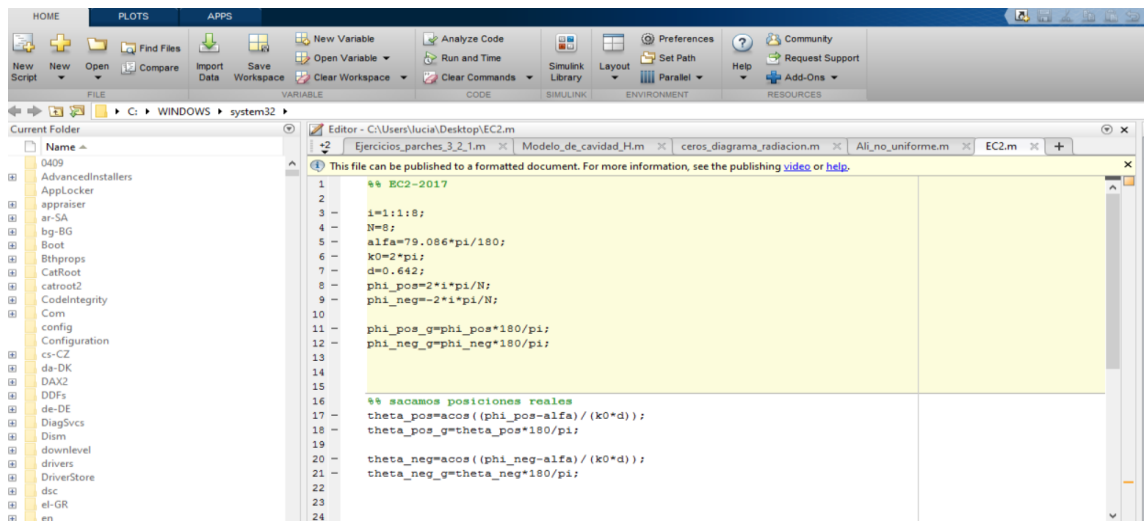 HOME PLOTS APPS
New Script
New
Open
Find Files
Compare
Import Data
Save Workspace
New Variable
Open Variable
Clear Workspace
Analyze Code
Run and Time
Clear Commands
Simulink Library
Layout
Preferences
Set Path
Parallel
Help
Community
Request Support
Add-Ons
FILE VARIABLE CODE SIMULINK ENVIRONMENT RESOURCES
C: WINDOWS system32
Current Folder
Name
0409
AdvancedInstallers
AppLocker
appraiser
ar-SA
bg-BG
Boot
Bthprops
CatRoot
catroot2
CodeIntegrity
Com
config
Configuration
cs-CZ
da-DK
DAX2
DDFs
de-DE
DiagSvcs
Dism
downlevel
drivers
DriverStore
dsc
el-GR
en
Editor - C:\Users\lucia\Desktop\EC2.m
+2 Ejercicios_parches_3_2_1.m Modelo_de_cavidad_H.m ceros_diagrama_radiacion.m Ali_no_uniforme.m EC2.m +
This file can be published to a formatted document. For more information, see the publishing video or help.
1 %% EC2-2017
2
3 – i=1:1:8;
4 – N=8;
5 – alfa=79.086*pi/180;
6 – k0=2*pi;
7 – d=0.642;
8 – phi_pos=2*i*pi/N;
9 – phi_neg=-2*i*pi/N;
10
11 – phi_pos_g=phi_pos*180/pi;
12 – phi_neg_g=phi_neg*180/pi;
13
14
15
16 %% sacamos posiciones reales
17 – theta_pos=acos((phi_pos-alfa)/(k0*d));
18 – theta_pos_g=theta_pos*180/pi;
19
20 – theta_neg=acos((phi_neg-alfa)/(k0*d));
21 – theta_neg_g=theta_neg*180/pi;
22
23
24